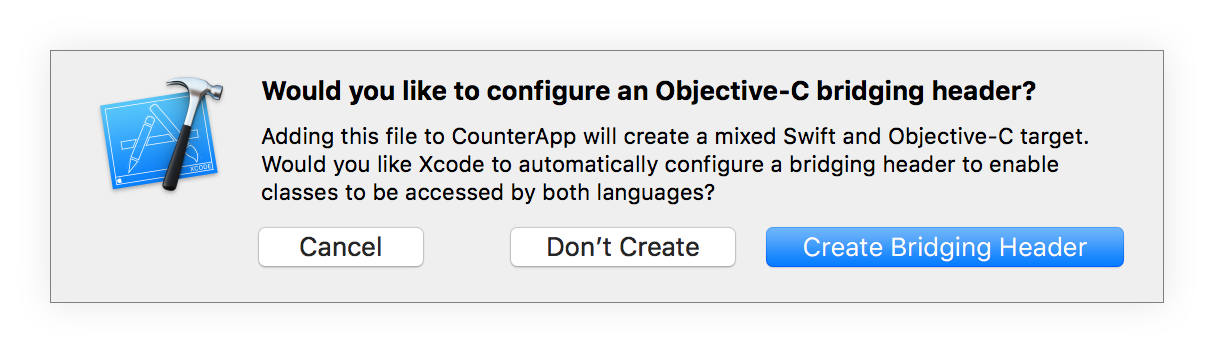 Would you like to configure an Objective-C bridging header?
Adding this file to CounterApp will create a mixed Swift and Objective-C target.
Would you like Xcode to automatically configure a bridging header to enable
classes to be accessed by both languages?
XCODE
Cancel
Don’t Create
Create Bridging Header